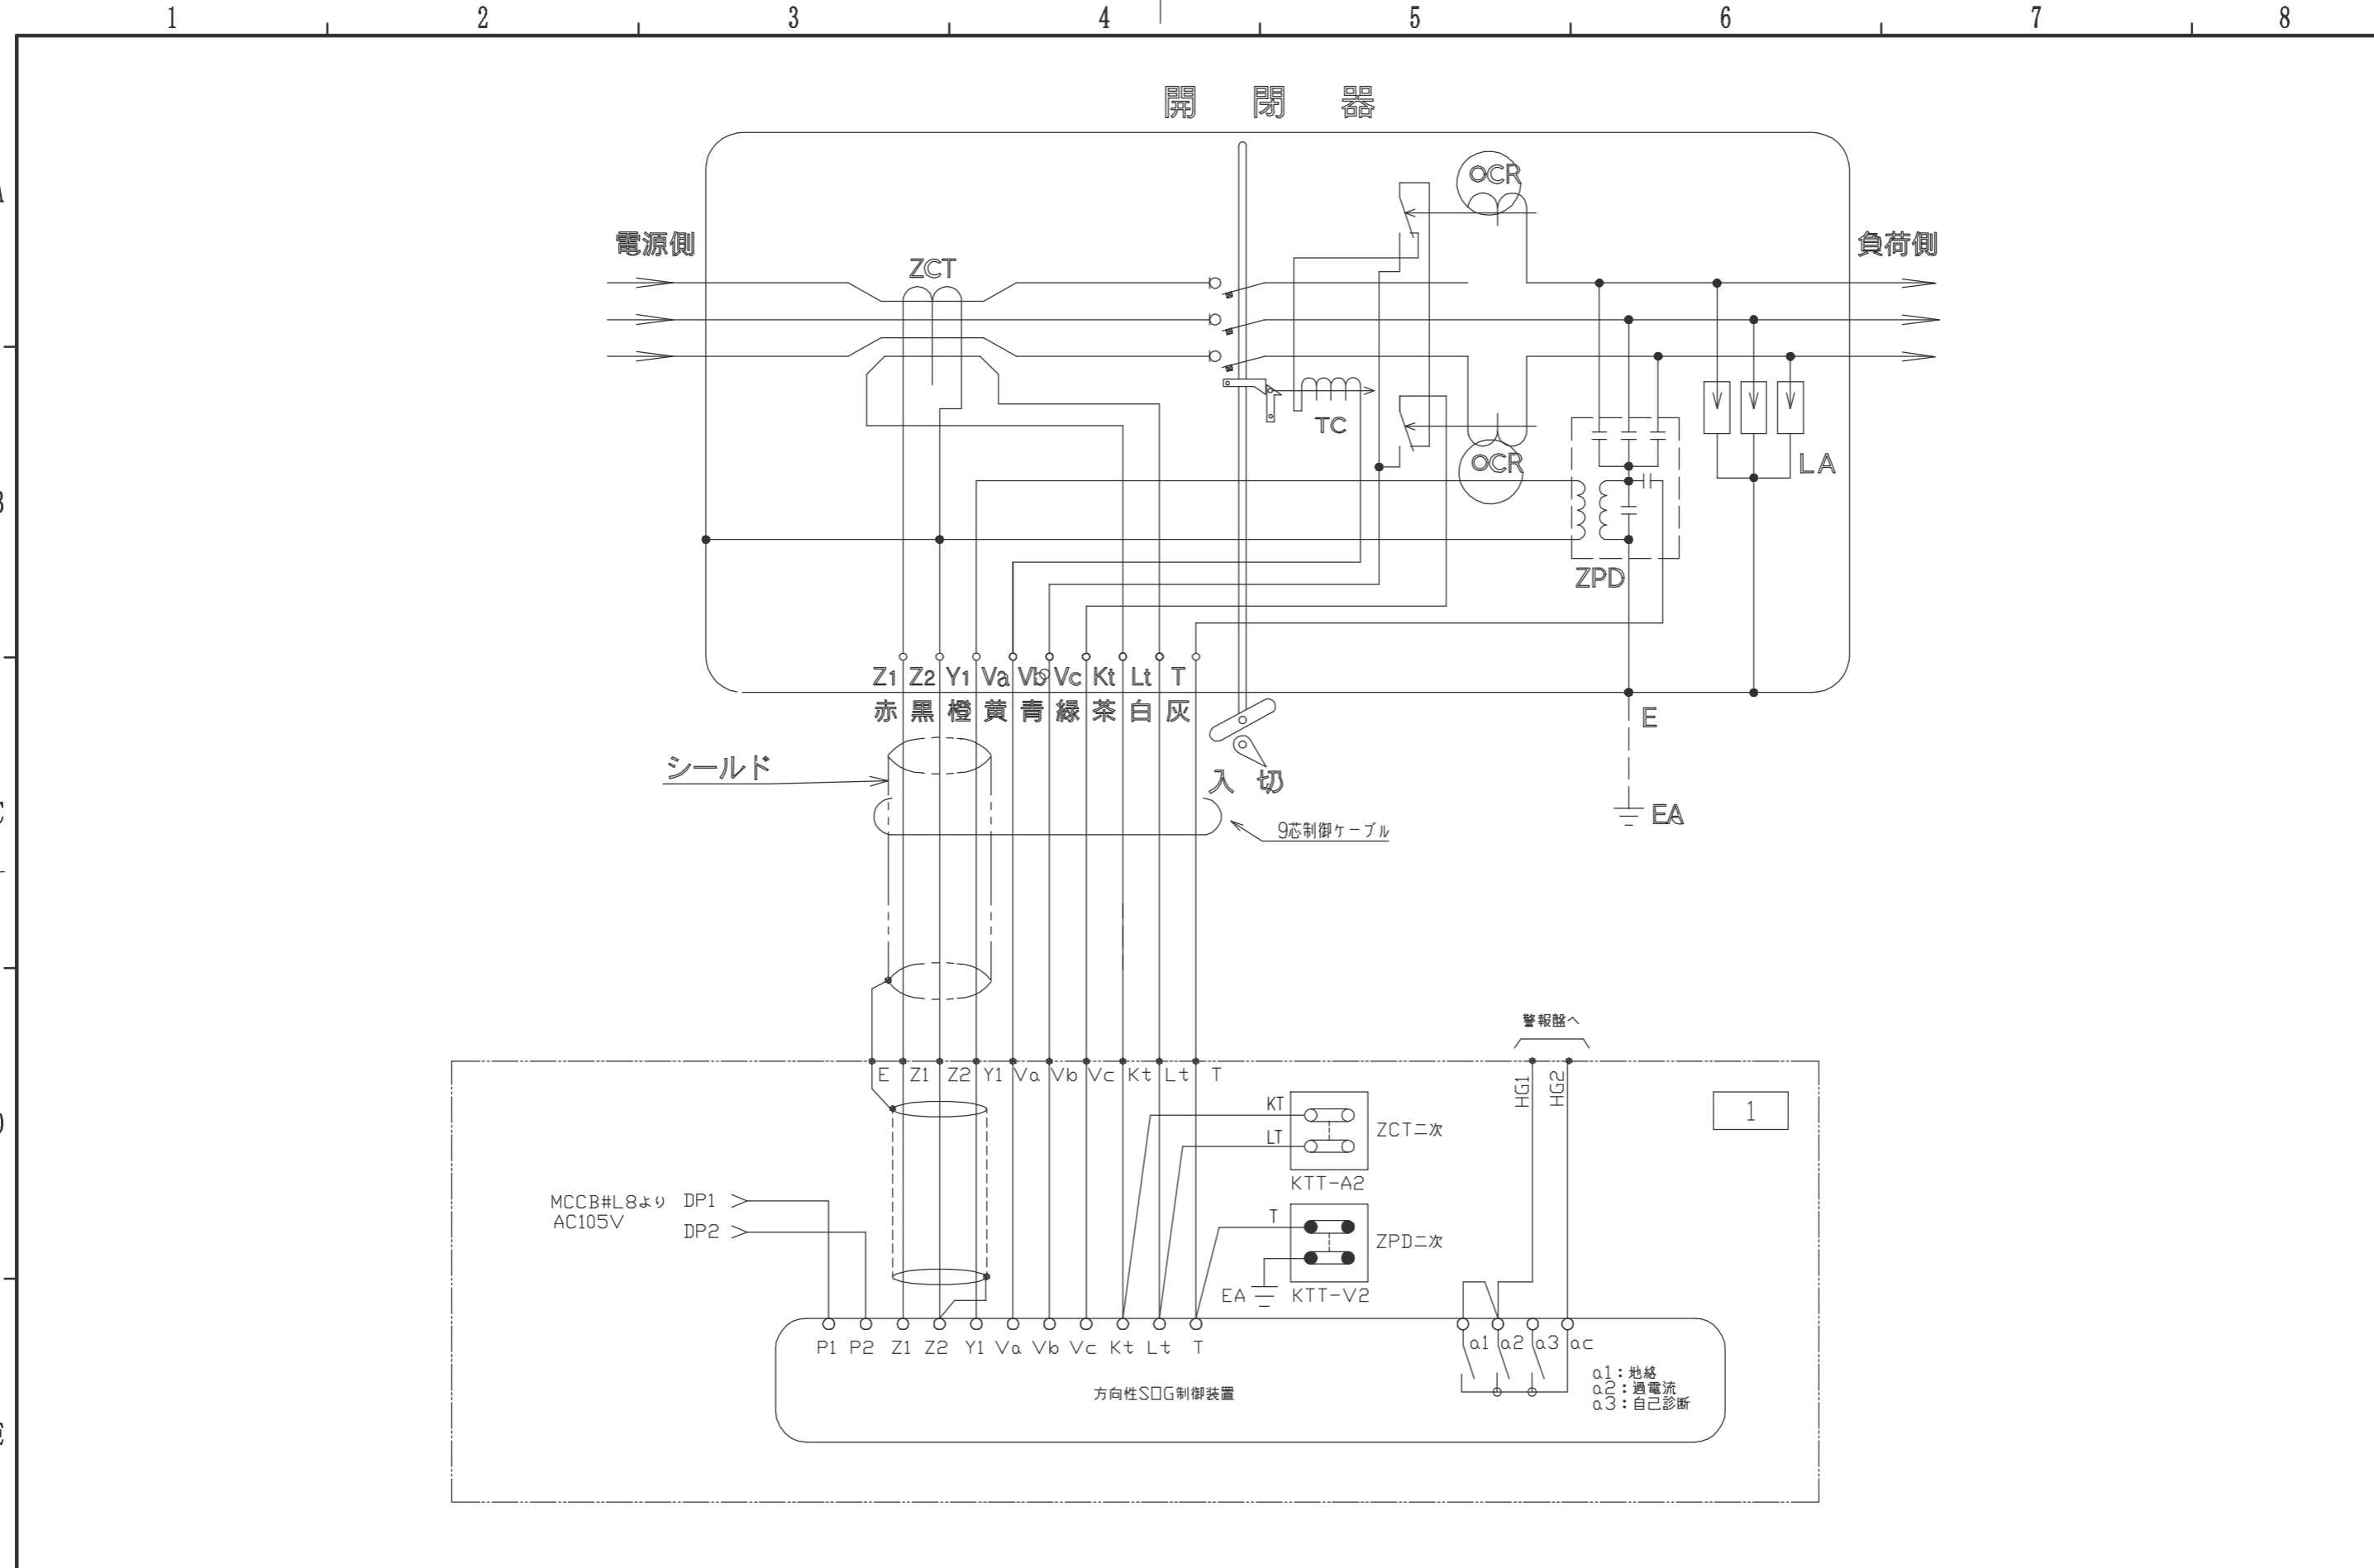 1 2 3 4 5 6 7 8
開 閉 器
OCR
電源側
負荷側
ZCT
TC
OCR
LA
ZPD
Z1 Z2 Y1 Va Vb Vc Kt Lt T
赤 黒 橙 黄 青 緑 茶 白 灰
E
シールド
入 切
EA
9芯制御ケーブル
警報盤へ
E Z1 Z2 Y1 Va Vb Vc Kt Lt T
HG1 HG2
1
KT
ZCT二次
LT
KTT-A2
MCCB#L8より DP1
AC105V
DP2
T
ZPD二次
EA
KTT-V2
P1 P2 Z1 Z2 Y1 Va Vb Vc Kt Lt T
a1 a2 a3 ac
方向性SOG制御装置
a1：地絡
a2：過電流
a3：自己診断